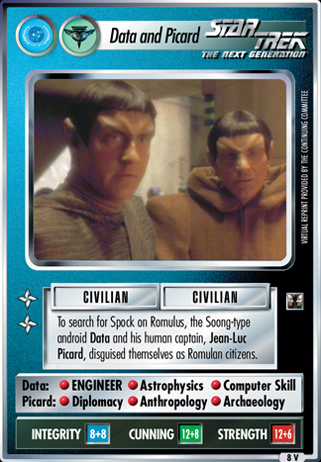 Data and Picard
STAR TREK
THE NEXT GENERATION
VIRTUAL REPRINT PROVIDED BY THE CONTINUING COMMITTEE
CIVILIAN CIVILIAN
To search for Spock on Romulus, the Soong-type
android Data and his human captain, Jean-Luc
Picard, disguised themselves as Romulan citizens.
Data: ENGINEER Astrophysics Computer Skill
Picard: Diplomacy Anthropology Archaeology
INTEGRITY 8+8 CUNNING 12+8 STRENGTH 12+6
8 V